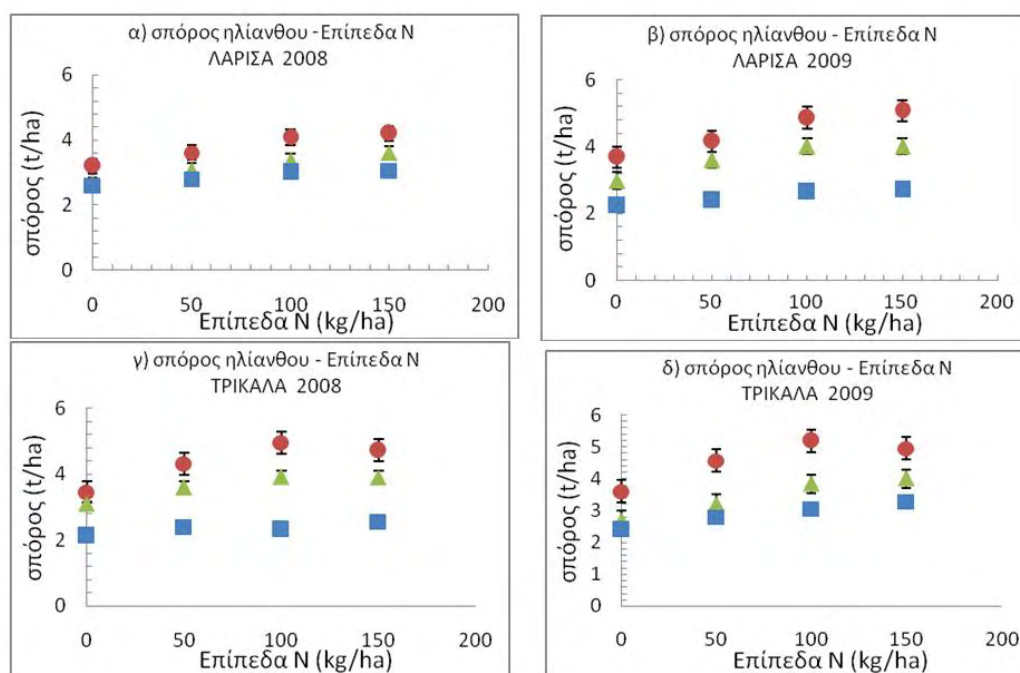 α) σπόρος ηλίανθου -Επίπεδα Ν
ΛΑΡΙΣΑ 2008
σπόρος (t/ha)
6
4
2
0
0 50 100 150 200
Επίπεδα Ν (kg/ha)
β) σπόρος ηλίανθου -Επίπεδα Ν
ΛΑΡΙΣΑ 2009
σπόρος (t/ha)
6
4
2
0
0 50 100 150 200
Επίπεδα Ν (kg/ha)
γ) σπόρος ηλίανθου - Επίπεδα Ν
ΤΡΙΚΑΛΑ 2008
σπόρος (t/ha)
6
4
2
0
0 50 100 150 200
Επίπεδα Ν (kg/ha)
δ) σπόρος ηλίανθου - Επίπεδα Ν
ΤΡΙΚΑΛΑ 2009
σπόρος (t/ha)
6
5
4
3
2
1
0
0 50 100 150 200
Επίπεδα Ν (kg/ha)